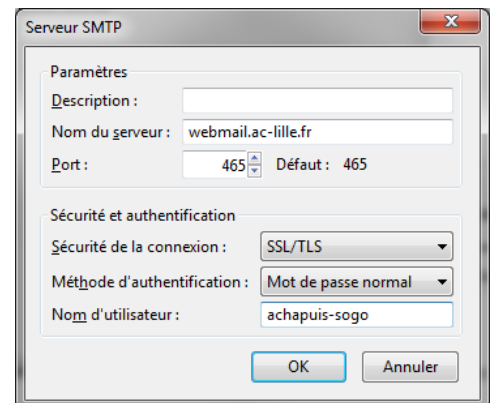 Serveur SMTP
Paramètres
Description :
Nom du serveur : webmail.ac-lille.fr
Port : 465 Défaut : 465
Sécurité et authentification
Sécurité de la connexion : SSL/TLS
Méthode d'authentification : Mot de passe normal
Nom d'utilisateur : achapuis-sogo
OK Annuler